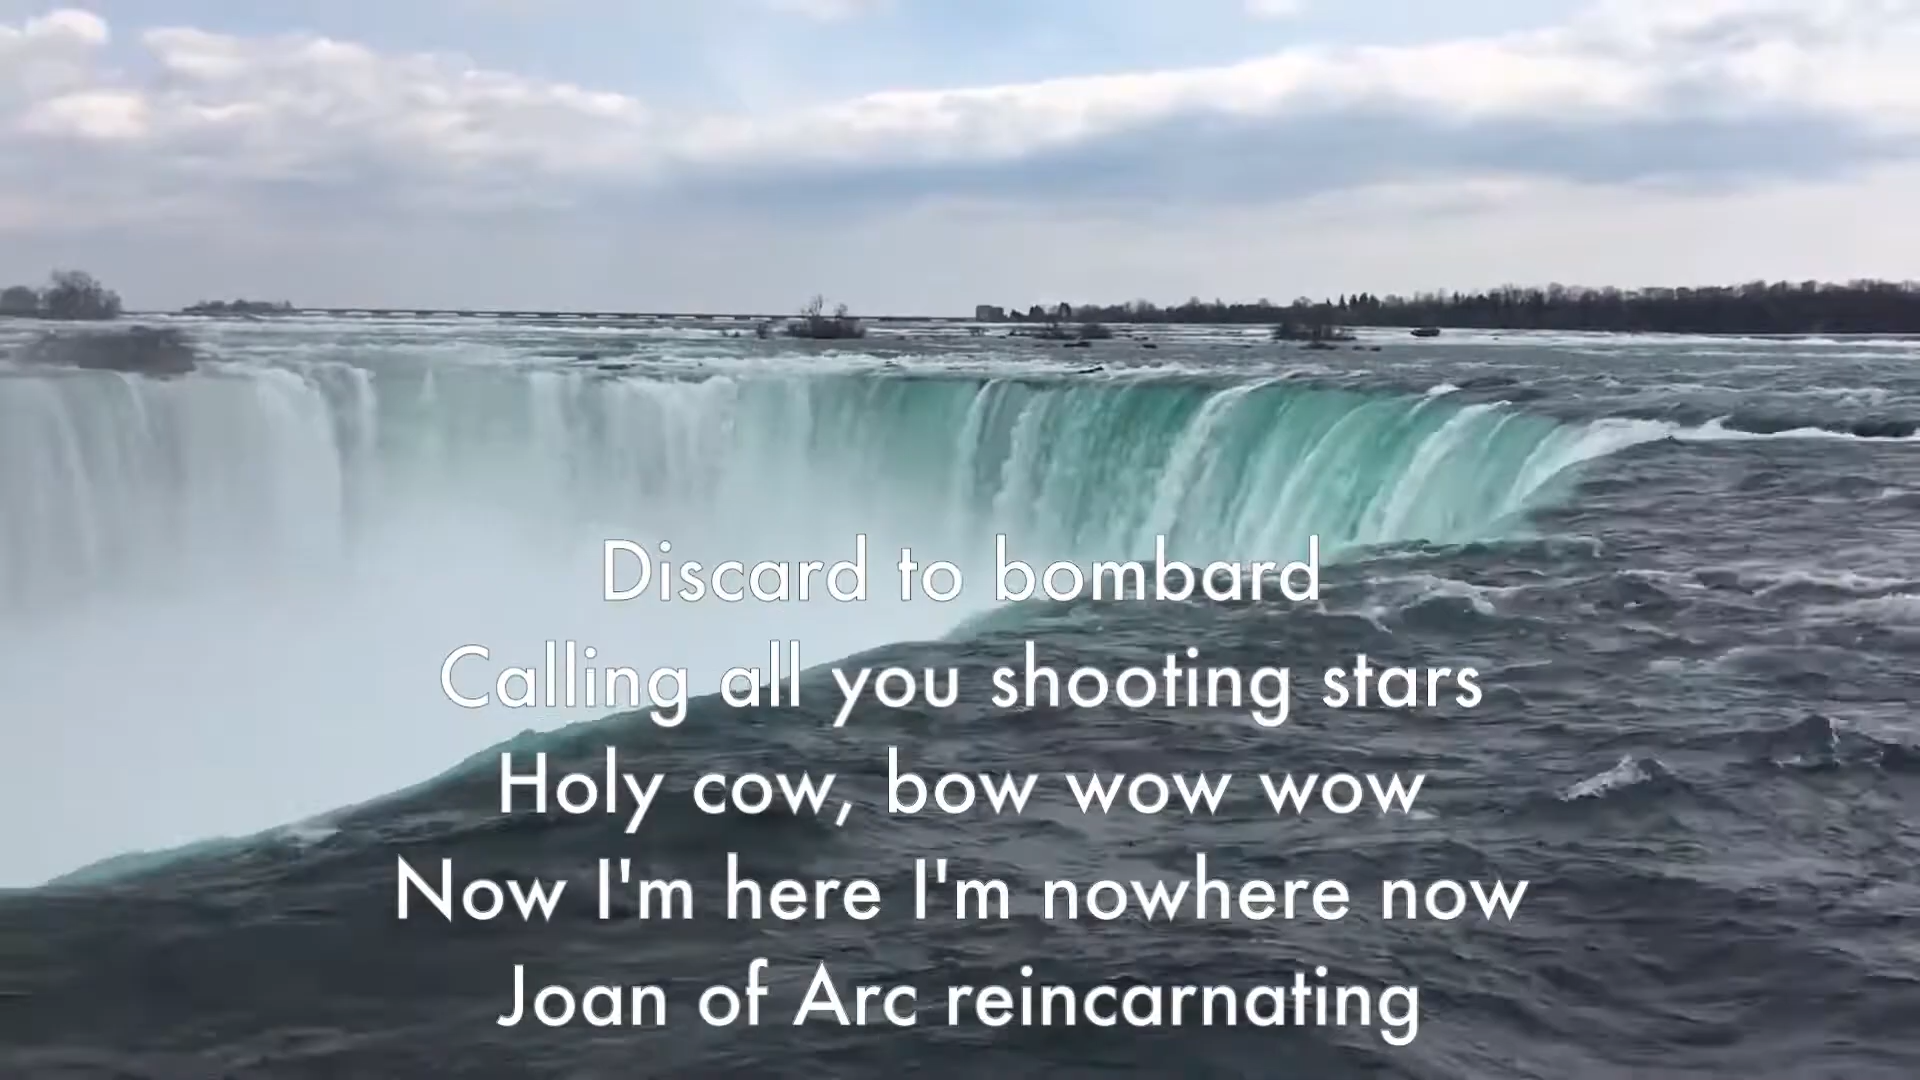 Discard to bombard
Calling all you shooting stars
Holy cow, bow wow wow
Now I'm here I'm nowhere now
Joan of Arc reincarnating